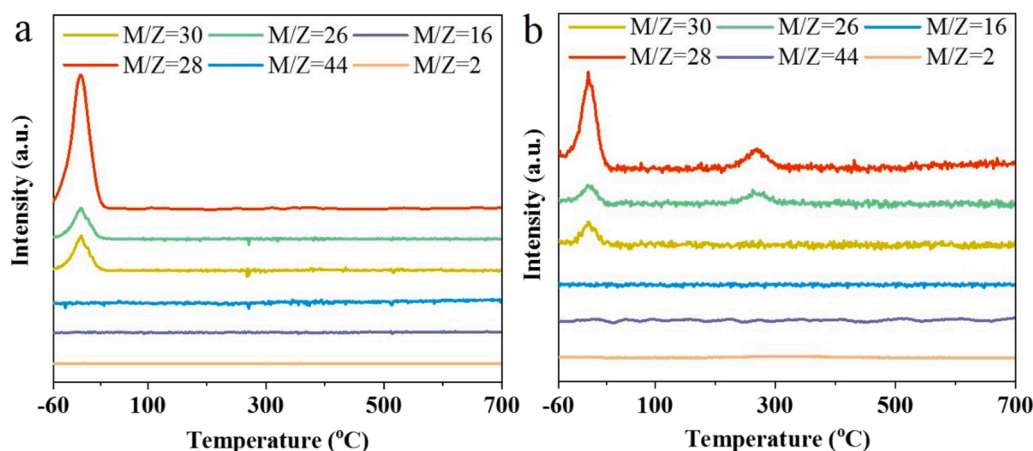 a
M/Z=30 M/Z=26 M/Z=16
M/Z=28 M/Z=44 M/Z=2
Intensity (a.u.)
-60 100 300 500 700
Temperature (°C)
b
M/Z=30 M/Z=26 M/Z=16
M/Z=28 M/Z=44 M/Z=2
Intensity (a.u.)
-60 100 300 500 700
Temperature (°C)